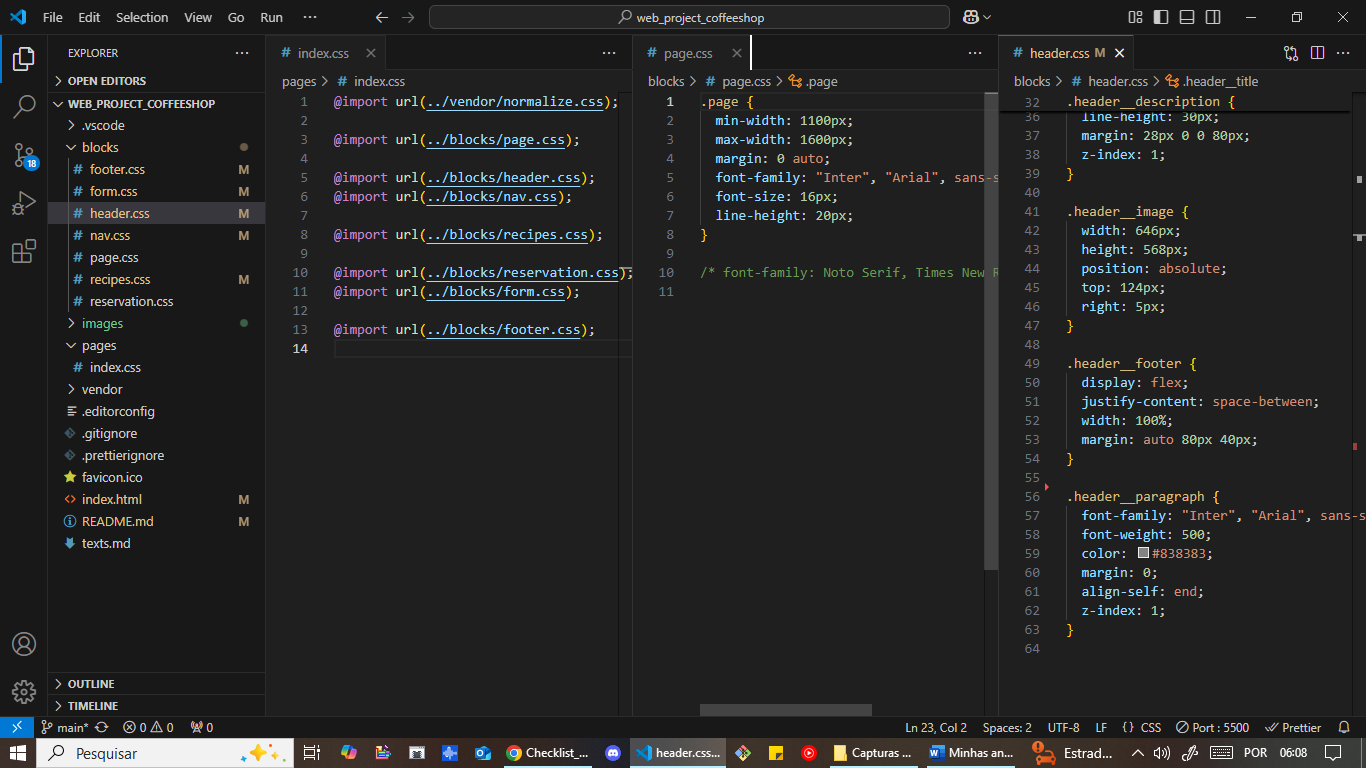 File Edit Selection View Go Run ···
web_project_coffeeshop
EXPLORER ···
OPEN EDITORS
WEB_PROJECT_COFFEESHOP
.vscode
blocks
# footer.css M
# form.css M
# header.css M
# nav.css M
# page.css
# recipes.css M
# reservation.css
images
pages
# index.css
vendor
.editorconfig
.gitignore
.prettierignore
favicon.ico
<> index.html M
README.md M
texts.md
OUTLINE
TIMELINE
18
# index.css ···
pages > # index.css
1 @import url(../vendor/normalize.css);
2
3 @import url(../blocks/page.css);
4
5 @import url(../blocks/header.css);
6 @import url(../blocks/nav.css);
7
8 @import url(../blocks/recipes.css);
9
10 @import url(../blocks/reservation.css);
11 @import url(../blocks/form.css);
12
13 @import url(../blocks/footer.css);
14
# page.css ···
blocks > # page.css > .page
1 .page {
2 min-width: 1100px;
3 max-width: 1600px;
4 margin: 0 auto;
5 font-family: "Inter", "Arial", sans-s
6 font-size: 16px;
7 line-height: 20px;
8 }
9
10 /* font-family: Noto Serif, Times New R
11
# header.css M ···
blocks > # header.css > .header__title
32 .header__description {
36 line-height: 30px;
37 margin: 28px 0 0 80px;
38 z-index: 1;
39 }
40
41 .header__image {
42 width: 646px;
43 height: 568px;
44 position: absolute;
45 top: 124px;
46 right: 5px;
47 }
48
49 .header__footer {
50 display: flex;
51 justify-content: space-between;
52 width: 100%;
53 margin: auto 80px 40px;
54 }
55
56 .header__paragraph {
57 font-family: "Inter", "Arial", sans-s
58 font-weight: 500;
59 color: #838383;
60 margin: 0;
61 align-self: end;
62 z-index: 1;
63 }
64
main* 0 0 0 Ln 23, Col 2 Spaces: 2 UTF-8 LF {} CSS Port : 5500 Prettier
Pesquisar Checklist_... header.css... Capturas ... Minhas an... Estrad... POR 06:08